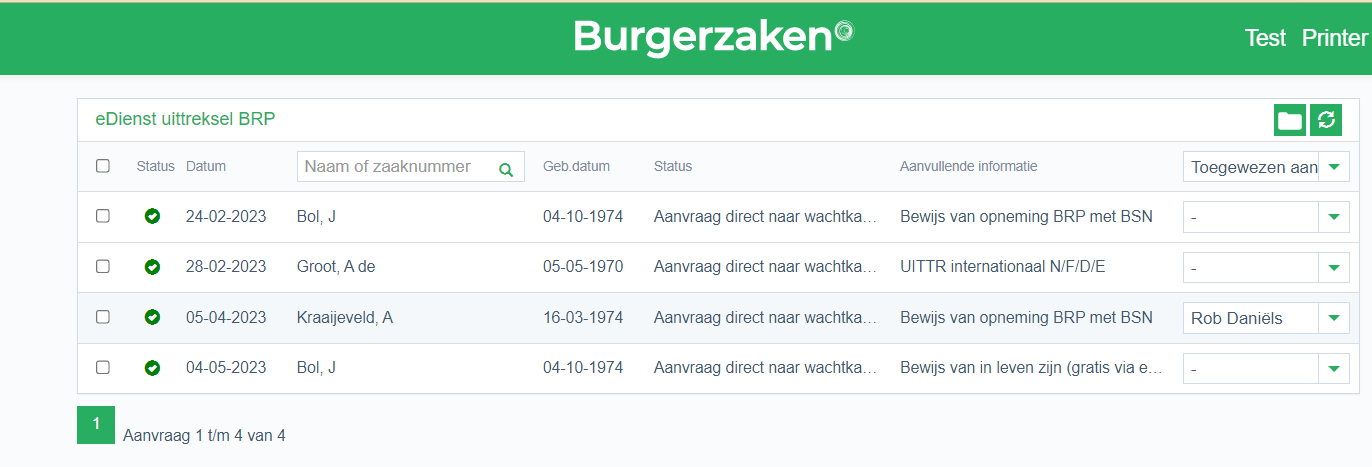 Burgerzaken
Test Printer
eDienst uittreksel BRP
Status Datum Naam of zaaknummer Geb.datum Status Aanvullende informatie Toegewezen aan
24-02-2023 Bol, J 04-10-1974 Aanvraag direct naar wachtka... Bewijs van opneming BRP met BSN -
28-02-2023 Groot, A de 05-05-1970 Aanvraag direct naar wachtka... UITTR internationaal N/F/D/E -
05-04-2023 Kraaijeveld, A 16-03-1974 Aanvraag direct naar wachtka... Bewijs van opneming BRP met BSN Rob Daniëls
04-05-2023 Bol, J 04-10-1974 Aanvraag direct naar wachtka... Bewijs van in leven zijn (gratis via e... -
1
Aanvraag 1 t/m 4 van 4